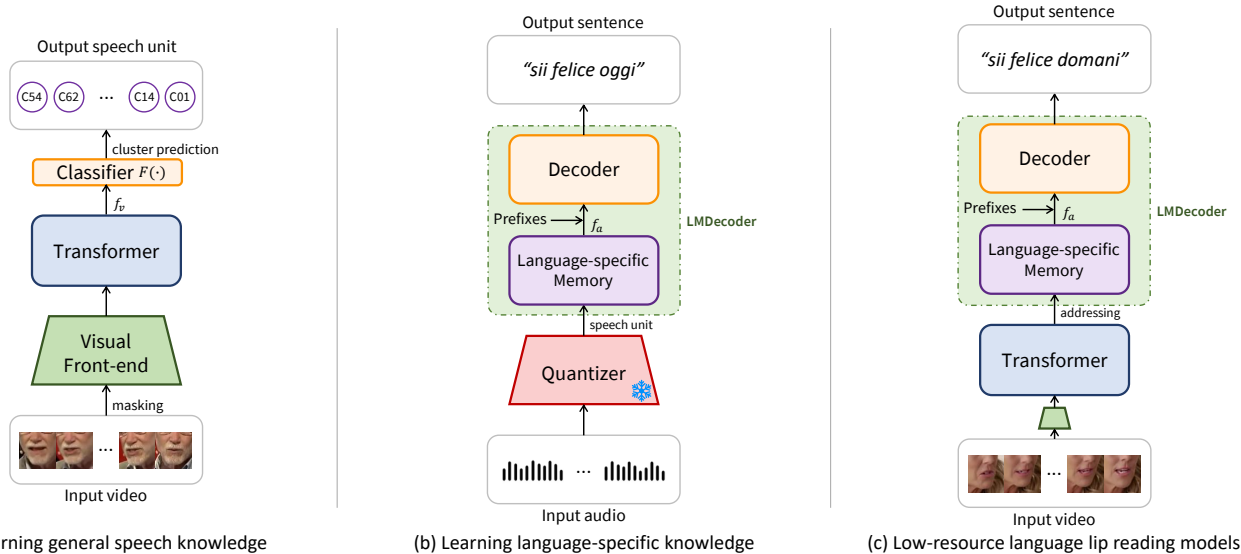 Output speech unit
C54 C62 ... C14 C01
cluster prediction
Classifier F(·)
f_v
Transformer
Visual
Front-end
masking
...
Input video
rning general speech knowledge
Output sentence
“sii felice oggi”
Decoder
Prefixes
f_a
LMDecoder
Language-specific
Memory
speech unit
Quantizer
...
Input audio
(b) Learning language-specific knowledge
Output sentence
“sii felice domani”
Decoder
Prefixes
f_a
LMDecoder
Language-specific
Memory
addressing
Transformer
...
Input video
(c) Low-resource language lip reading models